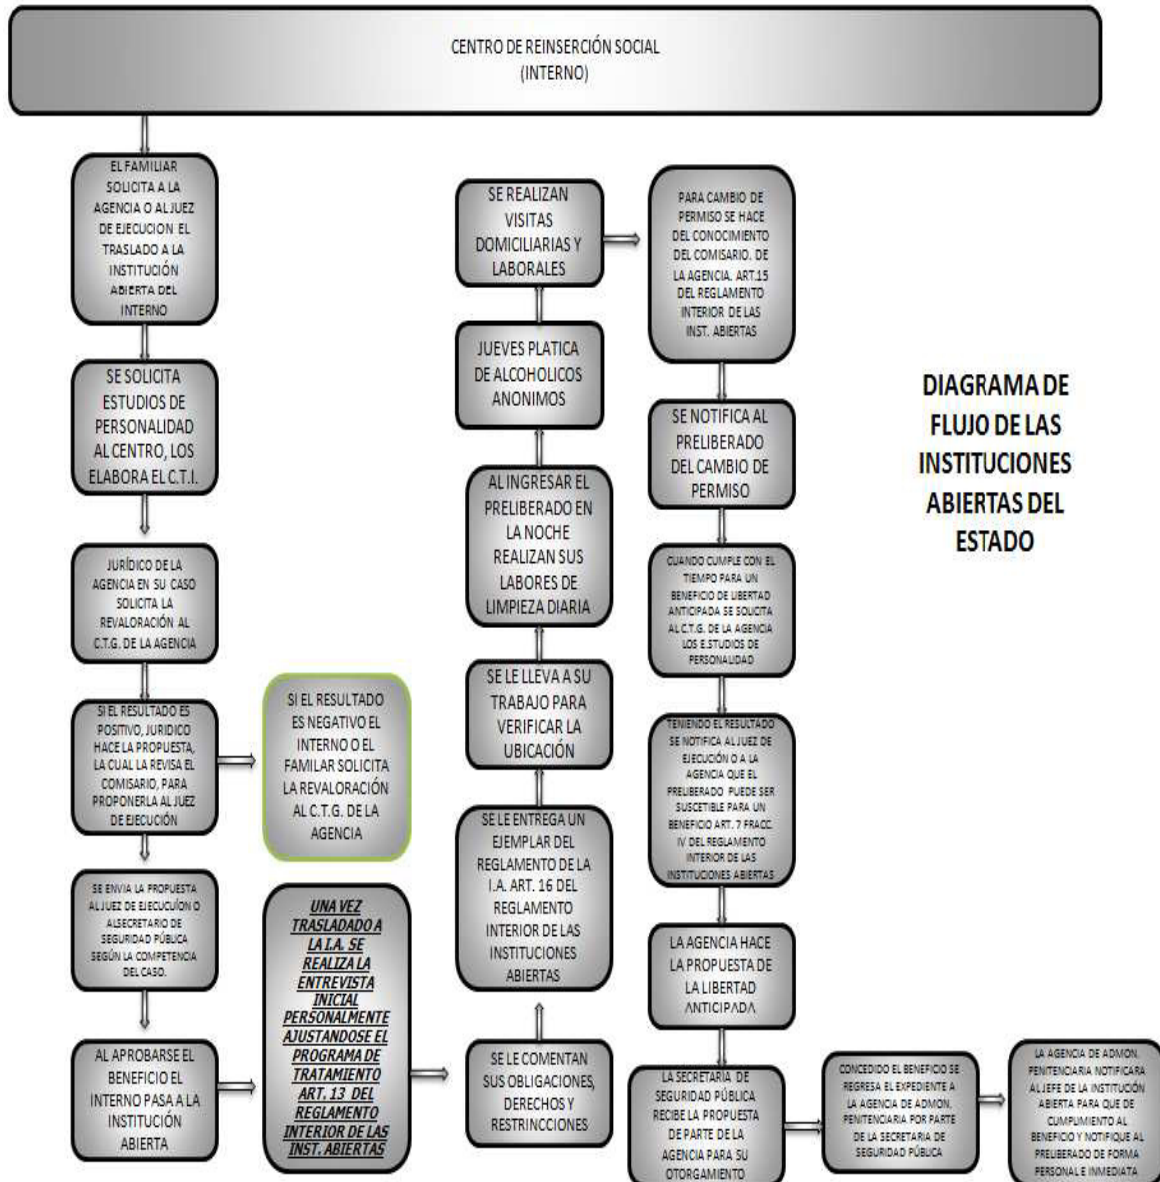 CENTRO DE REINSERCIÓN SOCIAL
(INTERNO)
EL FAMILIAR
SOLICITA A LA
AGENCIA O AL JUEZ
DE EJECUCION EL
TRASLADO A LA
INSTITUCIÓN
ABIERTA DEL
INTERNO
SE SOLICITA
ESTUDIOS DE
PERSONALIDAD
AL CENTRO, LOS
ELABORA EL C.T.I.
JURÍDICO DE LA
AGENCIA EN SU CASO
SOLICITA LA
REVALORACIÓN AL
C.T.G. DE LA AGENCIA
SI EL RESULTADO ES
POSITIVO, JURIDICO
HACE LA PROPUESTA,
LA CUAL LA REVISA EL
COMISARIO, PARA
PROPONERLA AL JUEZ
DE EJECUCIÓN
SI EL RESULTADO
ES NEGATIVO EL
INTERNO O EL
FAMILAR SOLICITA
LA REVALORACIÓN
AL C.T.G. DE LA
AGENCIA
SE ENVIA LA PROPUESTA
AL JUEZ DE EJECUCUÍON O
ALSECRETARIO DE
SEGURIDAD PÚBLICA
SEGÚN LA COMPETENCIA
DEL CASO.
AL APROBARSE EL
BENEFICIO EL
INTERNO PASA A LA
INSTITUCIÓN
ABIERTA
UNA VEZ
TRASLADADO A
LA I.A. SE
REALIZA LA
ENTREVISTA
INICIAL
PERSONALMENTE
AJUSTANDOSE EL
PROGRAMA DE
TRATAMIENTO
ART. 13 DEL
REGLAMENTO
INTERIOR DE LAS
INST. ABIERTAS
SE LE COMENTAN
SUS OBLIGACIONES,
DERECHOS Y
RESTRINCCIONES
SE LE ENTREGA UN
EJEMPLAR DEL
REGLAMENTO DE LA
I.A. ART. 16 DEL
REGLAMENTO
INTERIOR DE LAS
INSTITUCIONES
ABIERTAS
SE LE LLEVA A SU
TRABAJO PARA
VERIFICAR LA
UBICACIÓN
AL INGRESAR EL
PRELIBERADO EN
LA NOCHE
REALIZAN SUS
LABORES DE
LIMPIEZA DIARIA
JUEVES PLATICA
DE ALCOHOLICOS
ANONIMOS
SE REALIZAN
VISITAS
DOMICILIARIAS Y
LABORALES
PARA CAMBIO DE
PERMISO SE HACE
DEL CONOCIMIENTO
DEL COMISARIO. DE
LA AGENCIA. ART.15
DEL REGLAMENTO
INTERIOR DE LAS
INST. ABIERTAS
SE NOTIFICA AL
PRELIBERADO
DEL CAMBIO DE
PERMISO
CUANDO CUMPLE CON EL
TIEMPO PARA UN
BENEFICIO DE LIBERTAD
ANTICIPADA SE SOLICITA
AL C.T.G. DE LA AGENCIA
LOS E.STUDIOS DE
PERSONALIDAD
TENIENDO EL RESULTADO
SE NOTIFICA AL JUEZ DE
EJECUCIÓN O A LA
AGENCIA QUE EL
PRELIBERADO PUEDE SER
SUSCETIBLE PARA UN
BENEFICIO ART. 7 FRACC.
IV DEL REGLAMENTO
INTERIOR DE LAS
INSTITUCIONES ABIERTAS
LA AGENCIA HACE
LA PROPUESTA DE
LA LIBERTAD
ANTICIPADA
LA SECRETARIA DE
SEGURIDAD PÚBLICA
RECIBE LA PROPUESTA
DE PARTE DE LA
AGENCIA PARA SU
OTORGAMIENTO
CONCEDIDO EL BENEFICIO SE
REGRESA EL EXPEDIENTE A
LA AGENCIA DE ADMON.
PENITENCIARIA POR PARTE
DE LA SECRETARIA DE
SEGURIDAD PÚBLICA
LA AGENCIA DE ADMON.
PENITENCIARIA NOTIFICARA
AL JEFE DE LA INSTITUCIÓN
ABIERTA PARA QUE DE
CUMPLIMIENTO AL
BENEFICIO Y NOTIFIQUE AL
PRELIBERADO DE FORMA
PERSONAL E INMEDIATA
DIAGRAMA DE
FLUJO DE LAS
INSTITUCIONES
ABIERTAS DEL
ESTADO